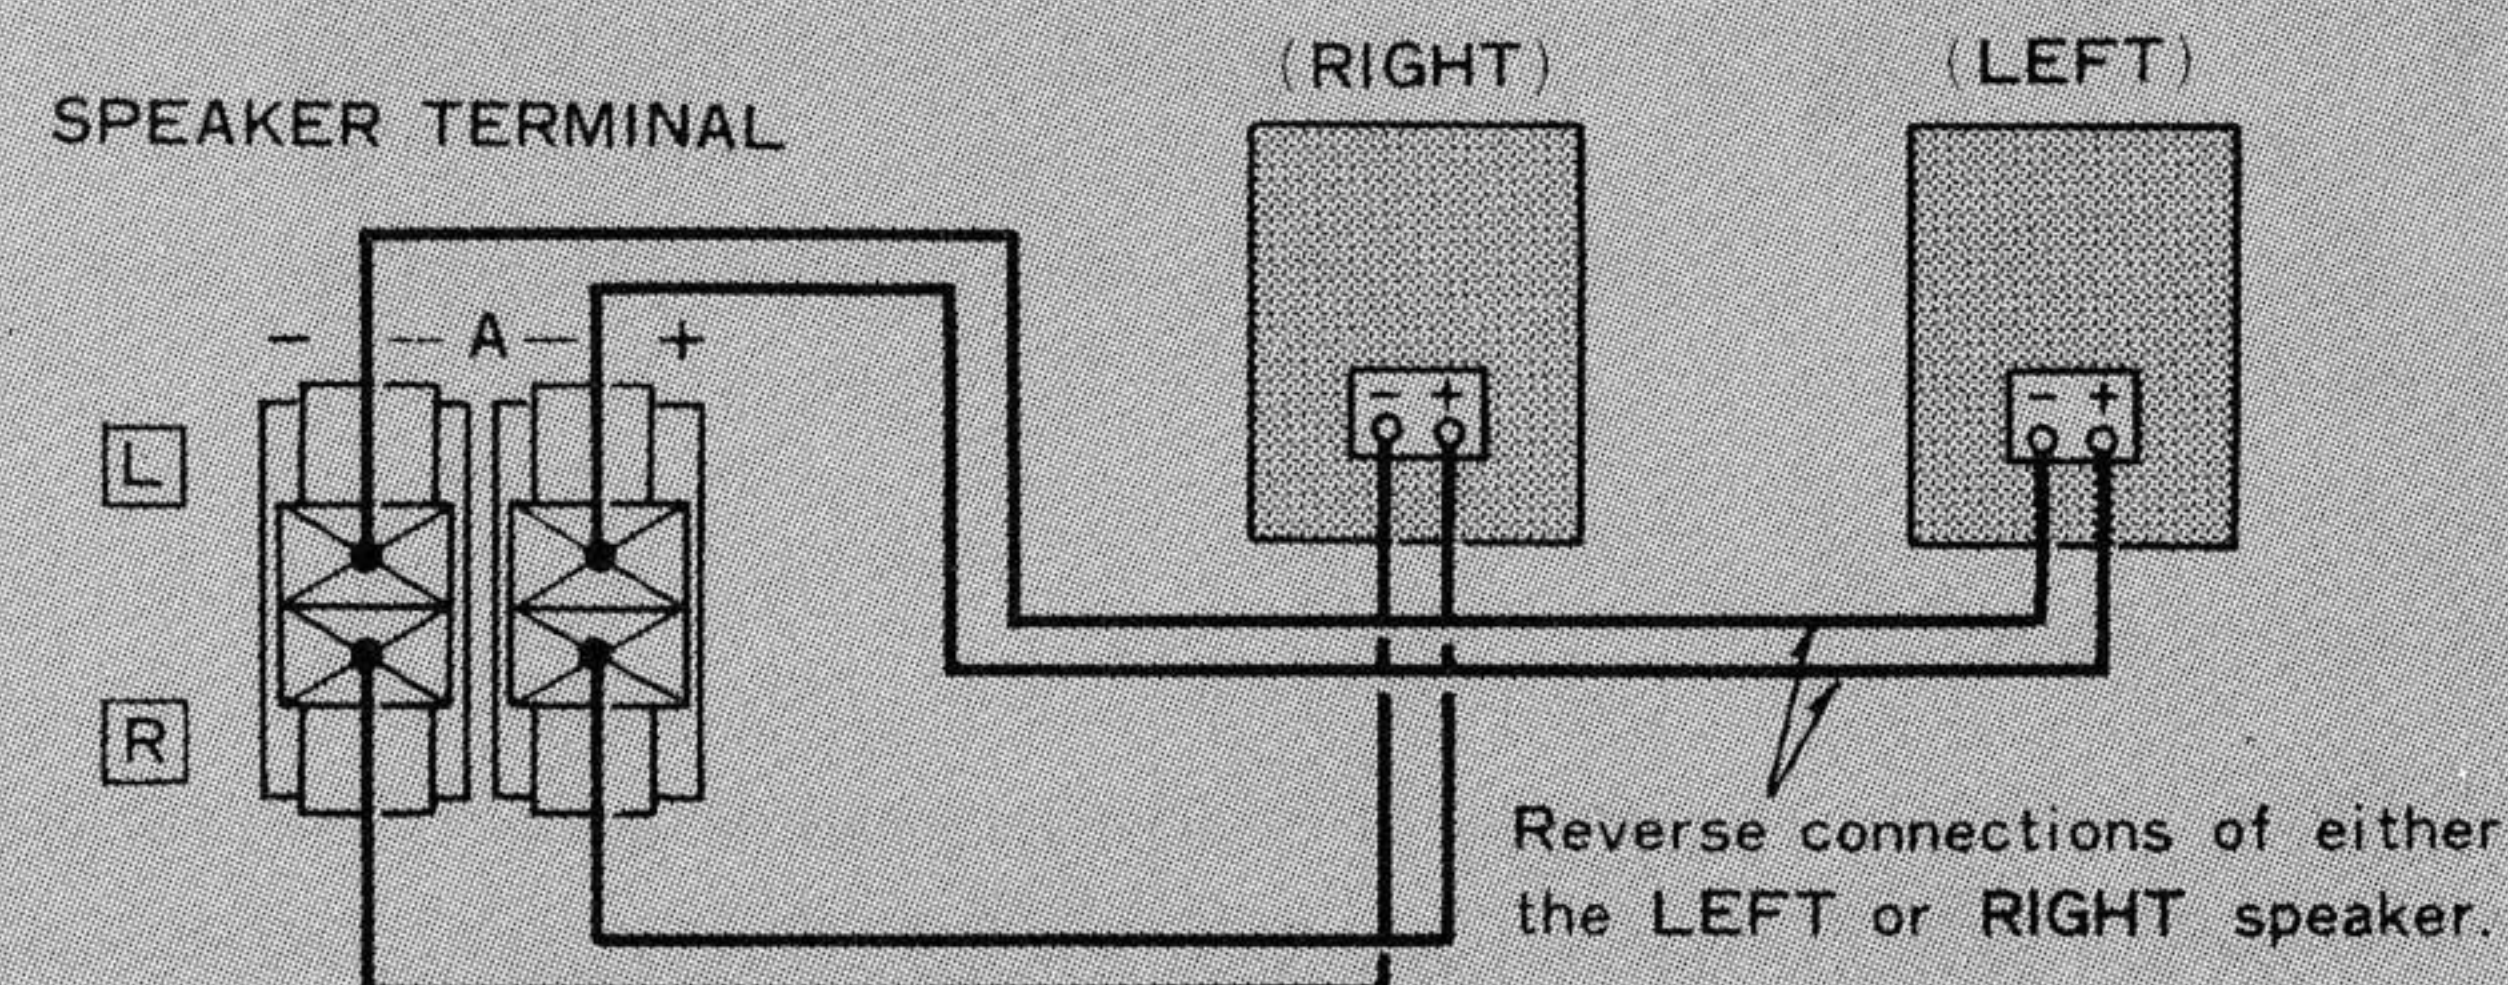 (RIGHT) (LEFT)
SPEAKER TERMINAL
- — A — +
- +
- +
L
R
Reverse connections of either
the LEFT or RIGHT speaker.